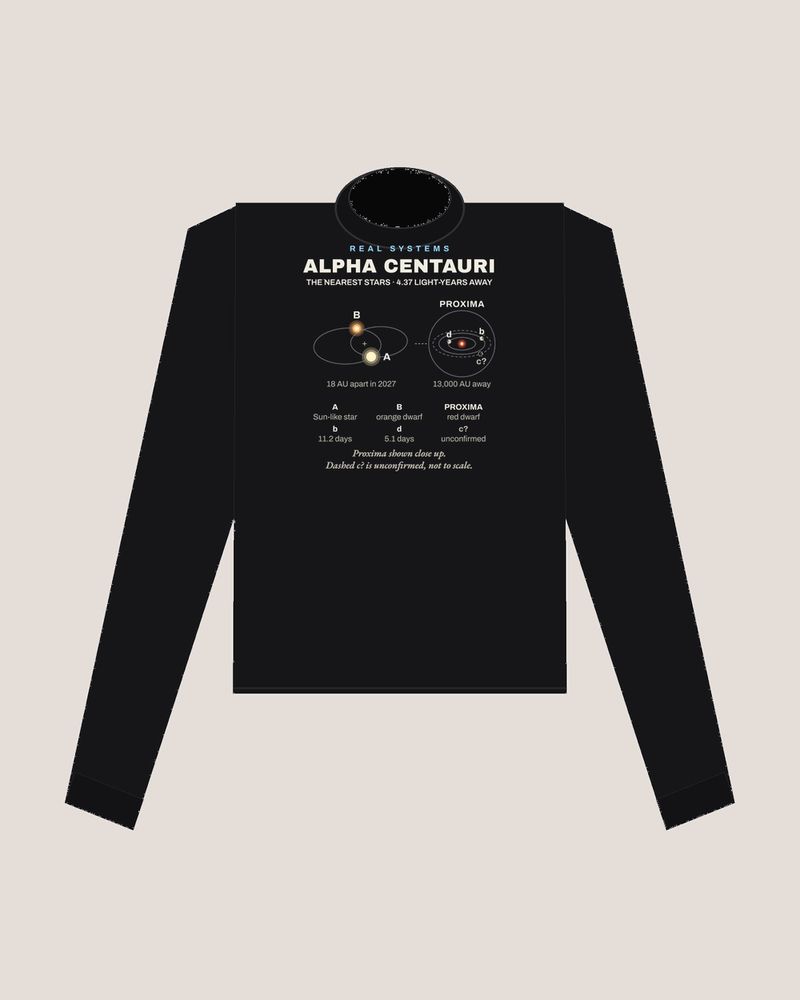 REAL SYSTEMS
ALPHA CENTAURI
THE NEAREST STARS · 4.37 LIGHT-YEARS AWAY
PROXIMA
B
A
d
b
c?
18 AU apart in 2027
13,000 AU away
A B PROXIMA
Sun-like star orange dwarf red dwarf
b d c?
11.2 days 5.1 days unconfirmed
Proxima shown close up.
Dashed c? is unconfirmed, not to scale.